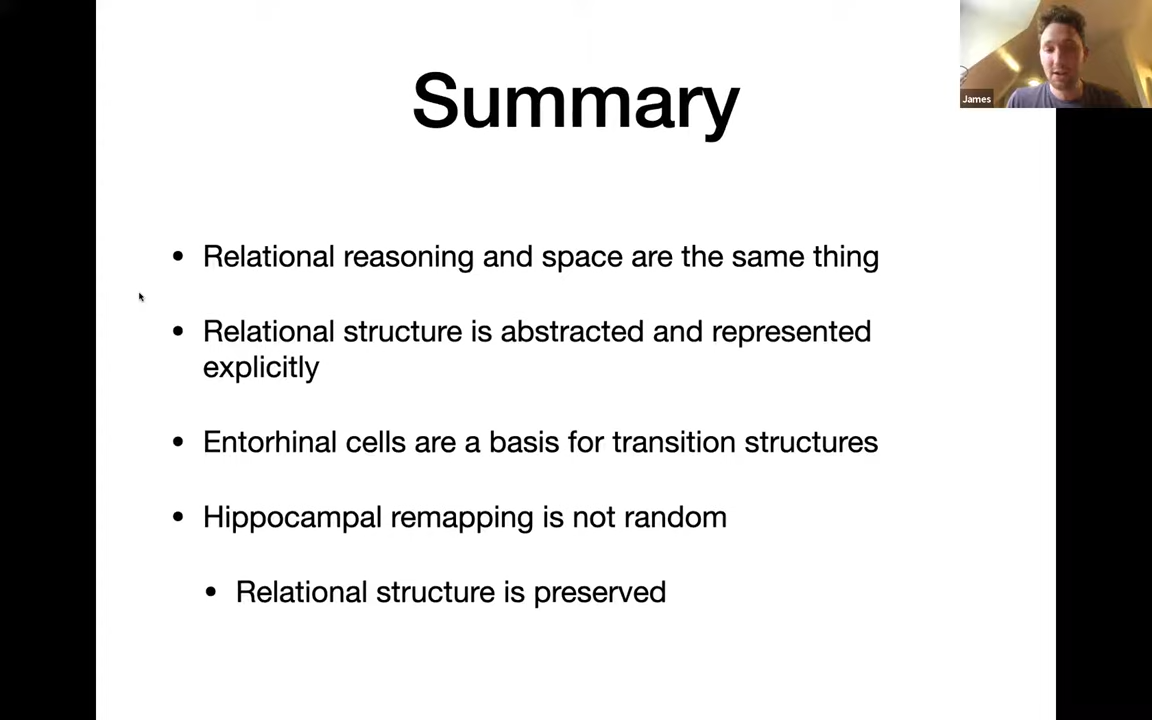 James
Summary
• Relational reasoning and space are the same thing
• Relational structure is abstracted and represented
explicitly
• Entorhinal cells are a basis for transition structures
• Hippocampal remapping is not random
• Relational structure is preserved